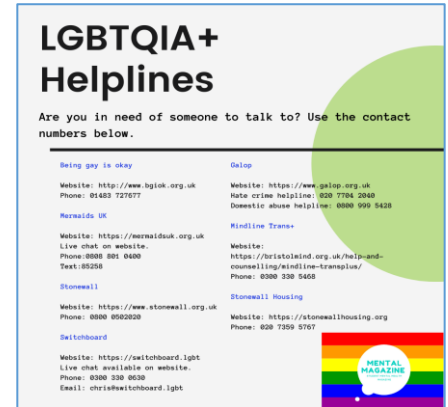 LGBTQIA+
Helplines
Are you in need of someone to talk to? Use the contact
numbers below.
Being gay is okay
Website: http://www.bgiok.org.uk
Phone: 01483 727677
Mermaids UK
Website: https://mermaidsuk.org.uk
Live chat on website.
Phone:0808 801 0400
Text:85258
Stonewall
Website: https://www.stonewall.org.uk
Phone: 0800 0502020
Switchboard
Website: https://switchboard.lgbt
Live chat available on website.
Phone: 0300 330 0630
Email: chris@switchboard.lgbt
Galop
Website: https://www.galop.org.uk
Hate crime helpline: 020 7704 2040
Domestic abuse helpline: 0800 999 5428
Mindline Trans+
Website:
https://bristolmind.org.uk/help-and-
counselling/mindline-transplus/
Phone: 0300 330 5468
Stonewall Housing
Website: https://stonewallhousing.org
Phone: 020 7359 5767
MENTAL
MAGAZINE